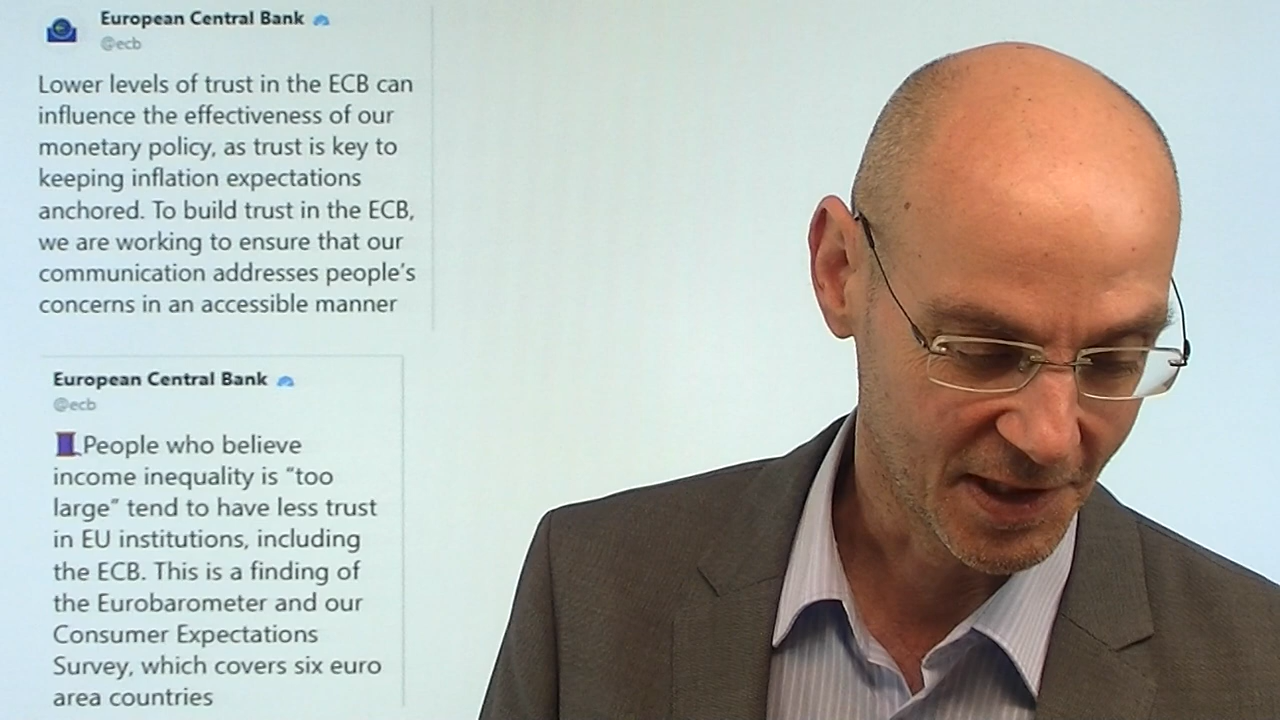 European Central Bank
@ecb
Lower levels of trust in the ECB can
influence the effectiveness of our
monetary policy, as trust is key to
keeping inflation expectations
anchored. To build trust in the ECB,
we are working to ensure that our
communication addresses people's
concerns in an accessible manner
European Central Bank
@ecb
People who believe
income inequality is “too
large” tend to have less trust
in EU institutions, including
the ECB. This is a finding of
the Eurobarometer and our
Consumer Expectations
Survey, which covers six euro
area countries